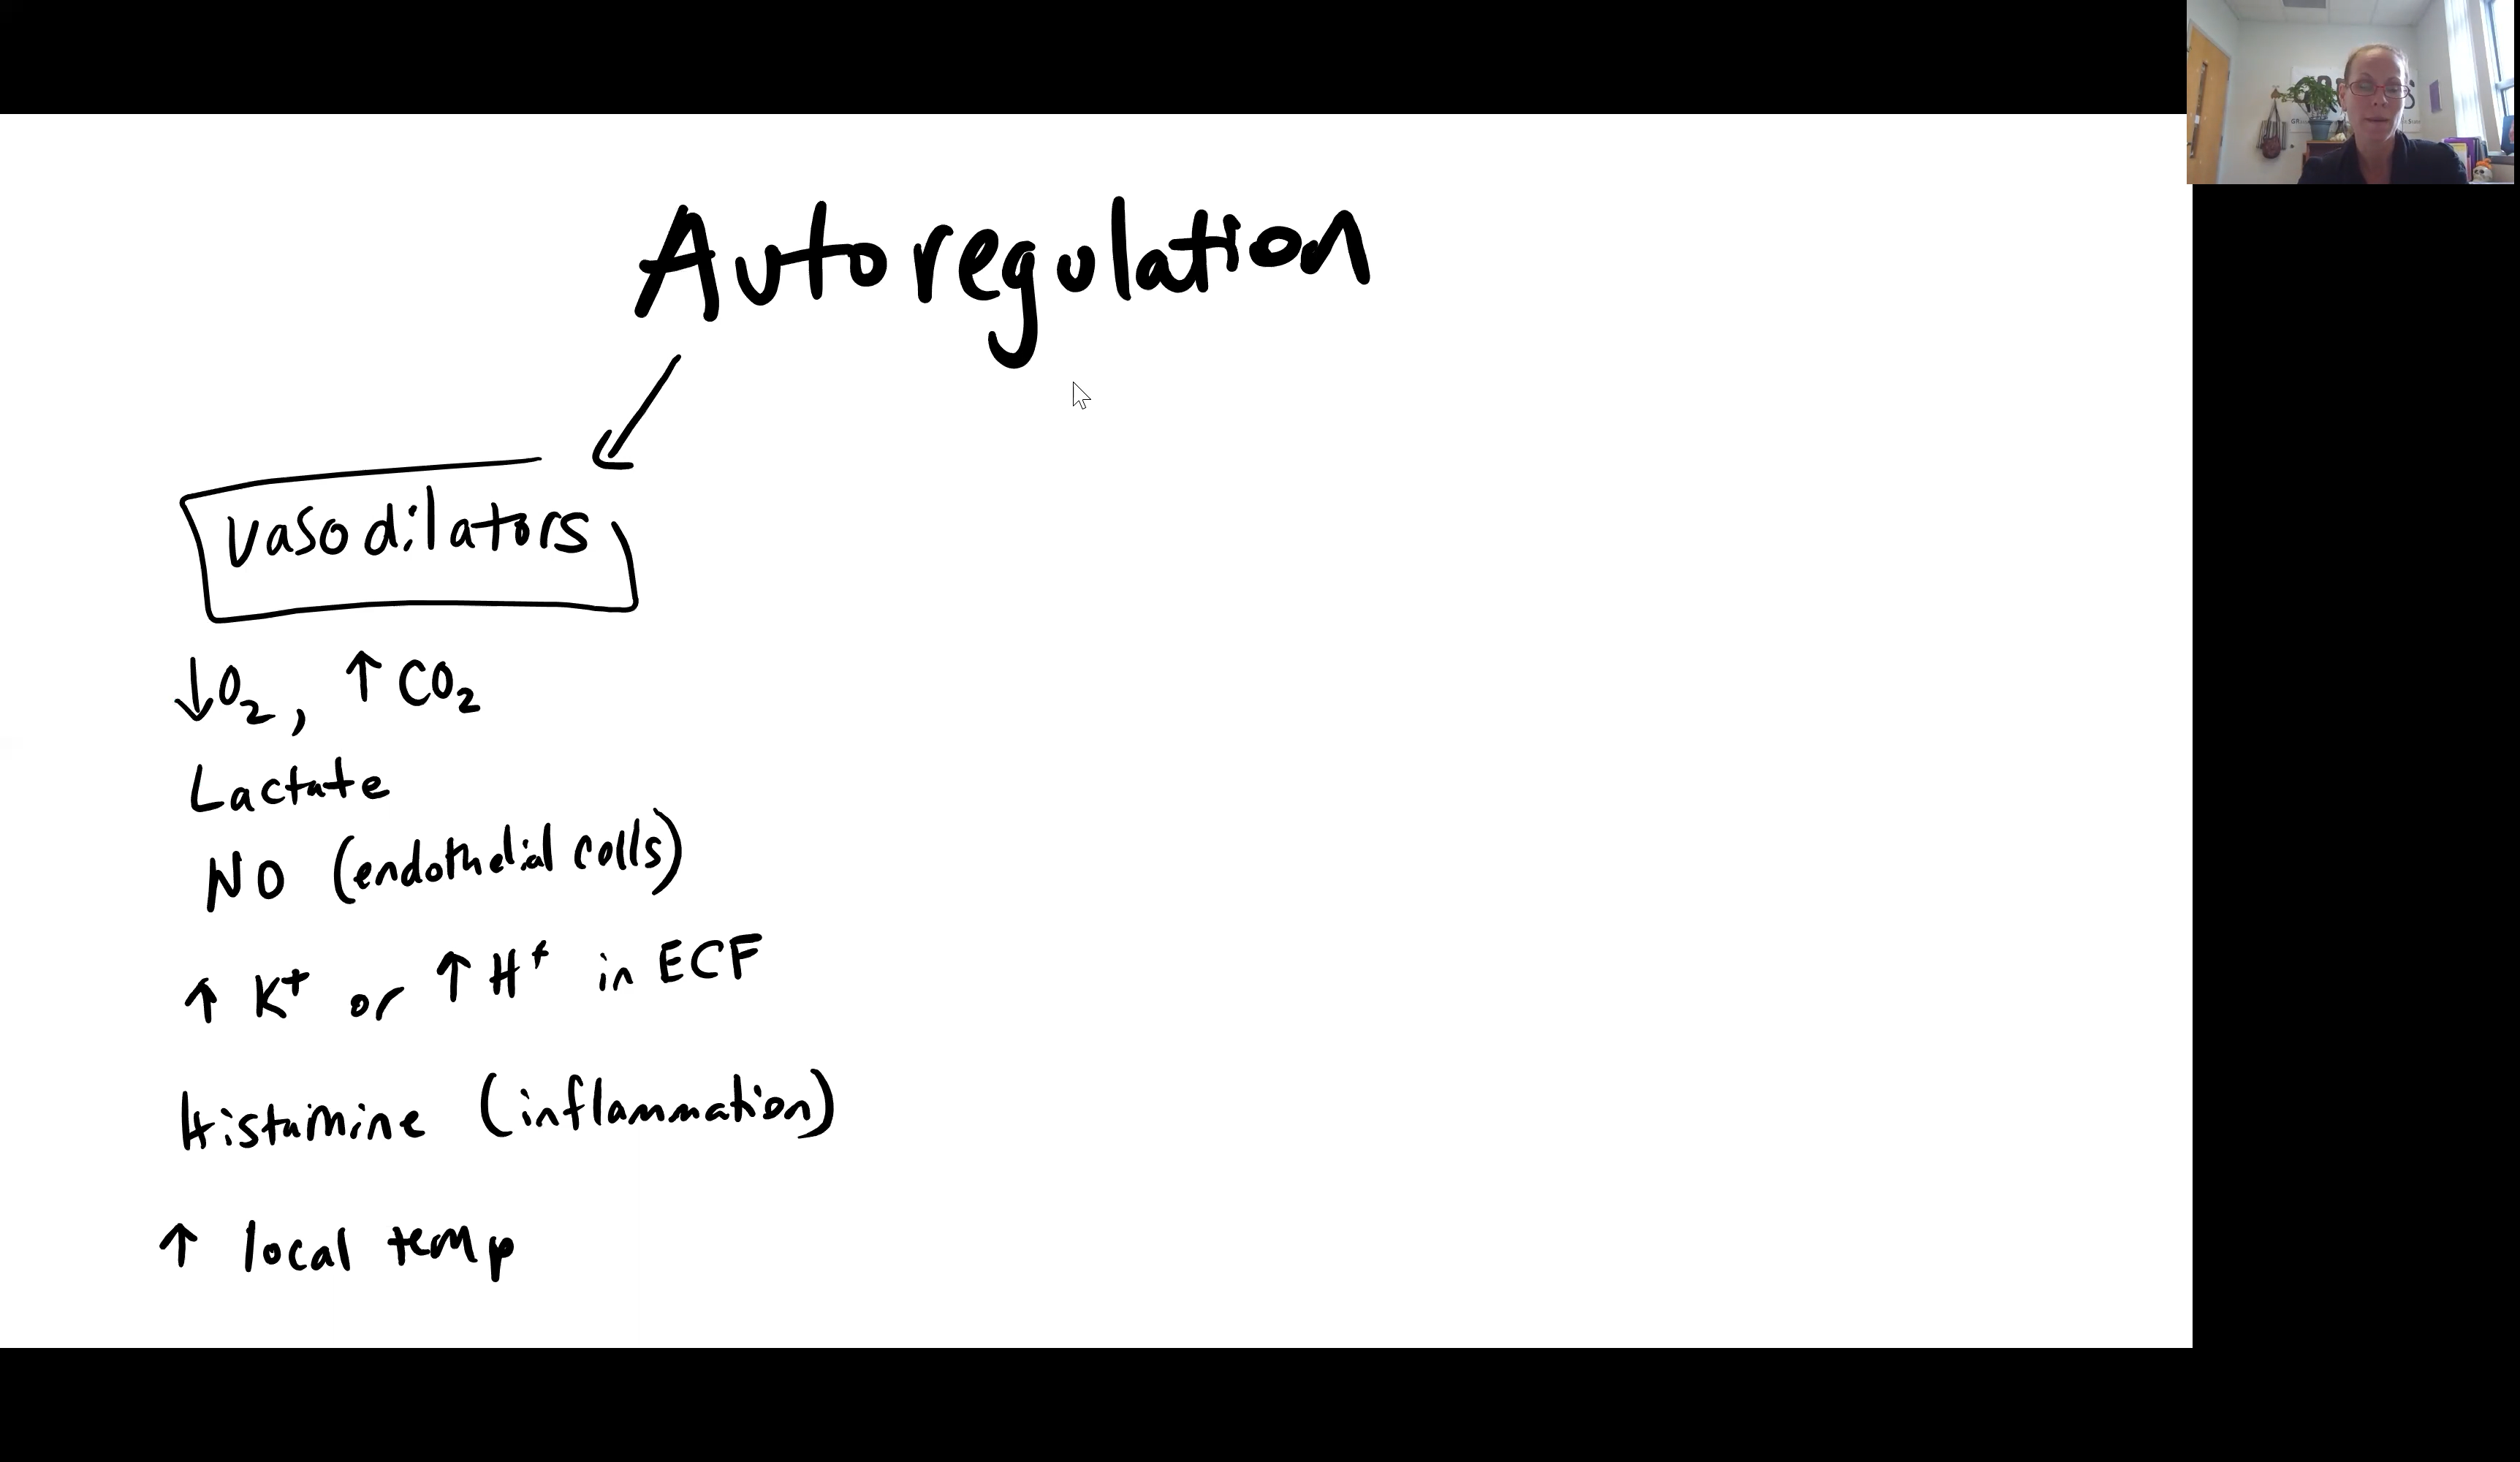 Autoregulation
vasodilators
↓O₂, ↑CO₂
Lactate
NO (endothelial cells)
↑ K⁺ or ↑ H⁺ in ECF
Histamine (inflammation)
↑ local temp